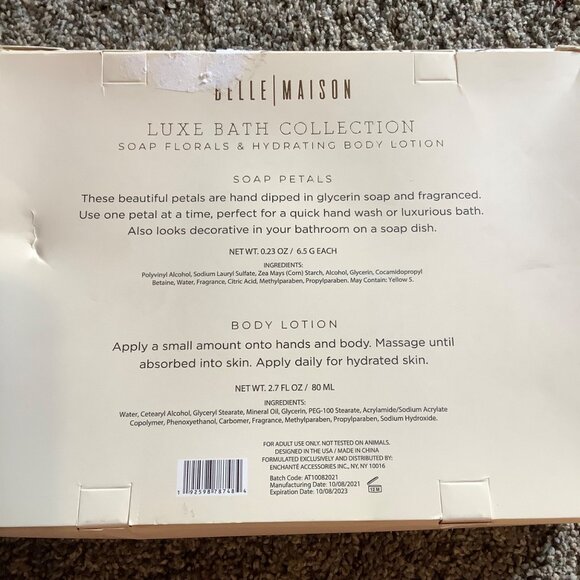 BELLE|MAISON
LUXE BATH COLLECTION
SOAP FLORALS & HYDRATING BODY LOTION
SOAP PETALS
These beautiful petals are hand dipped in glycerin soap and fragranced.
Use one petal at a time, perfect for a quick hand wash or luxurious bath.
Also looks decorative in your bathroom on a soap dish.
NET WT. 0.23 OZ / 6.5 G EACH
INGREDIENTS:
Polyvinyl Alcohol, Sodium Lauryl Sulfate, Zea Mays (Corn) Starch, Alcohol, Glycerin, Cocamidopropyl
Betaine, Water, Fragrance, Citric Acid, Methylparaben, Propylparaben. May Contain: Yellow 5.
BODY LOTION
Apply a small amount onto hands and body. Massage until
absorbed into skin. Apply daily for hydrated skin.
NET WT. 2.7 FL OZ / 80 ML
INGREDIENTS:
Water, Cetearyl Alcohol, Glyceryl Stearate, Mineral Oil, Glycerin, PEG-100 Stearate, Acrylamide/Sodium Acrylate
Copolymer, Phenoxyethanol, Carbomer, Fragrance, Methylparaben, Propylparaben, Sodium Hydroxide.
FOR ADULT USE ONLY. NOT TESTED ON ANIMALS.
DESIGNED IN THE USA / MADE IN CHINA
FORMULATED EXCLUSIVELY AND DISTRIBUTED BY:
ENCHANTÉ ACCESSORIES INC., NY, NY 10016
Batch Code: AT10082021
Manufacturing Date: 10/08/2021
Expiration Date: 10/08/2023
12 M
1 92598 78748 4